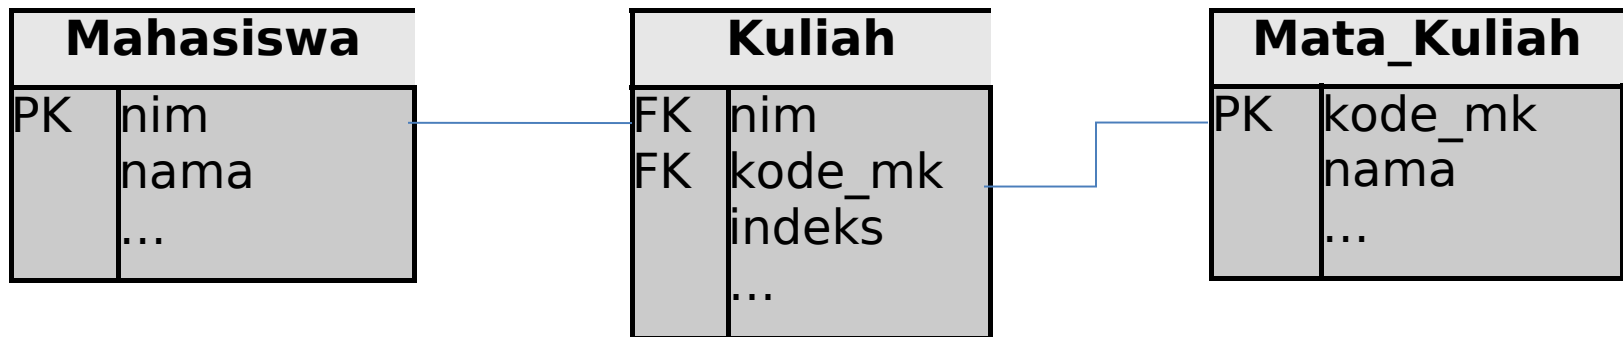 Mahasiswa
PK nim
nama
...
Kuliah
FK nim
FK kode_mk
indeks
...
Mata_Kuliah
PK kode_mk
nama
...